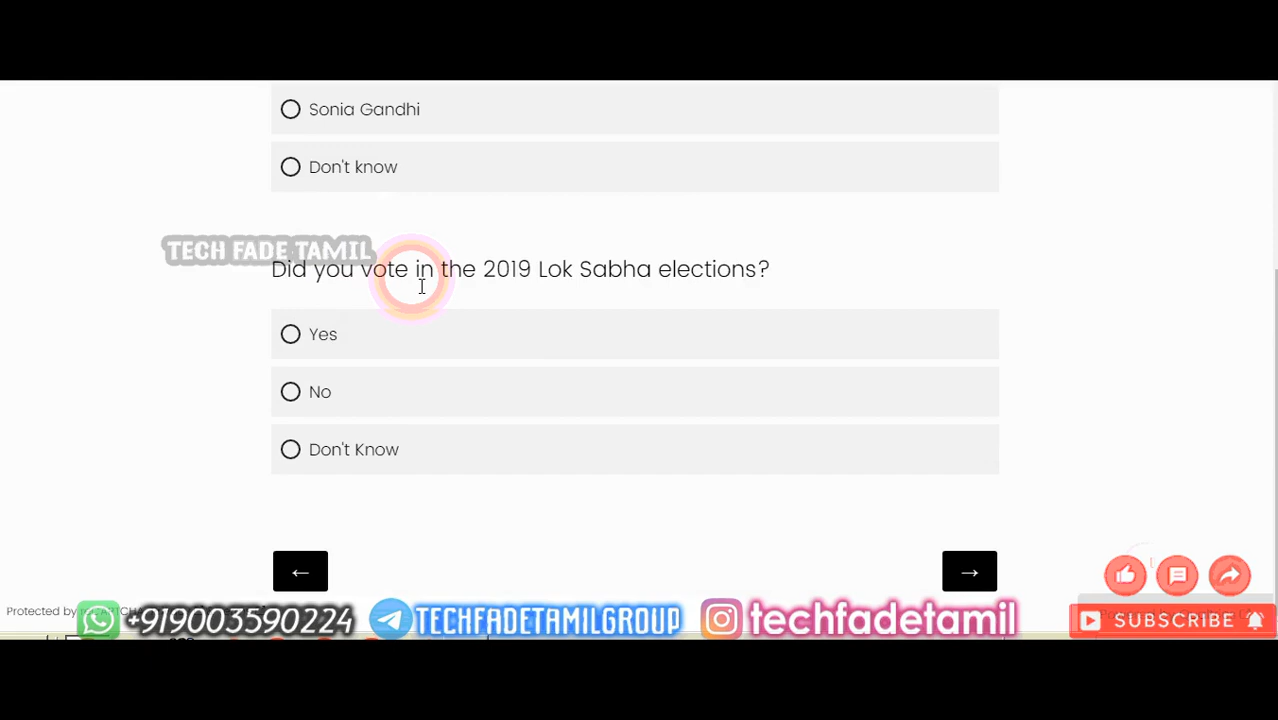 Sonia Gandhi
Don't know
TECH FADE TAMIL
Did you vote in the 2019 Lok Sabha elections?
Yes
No
Don't Know
←
→
Protected by reCAPTCHA
+919003590224
TECHFADETAMILGROUP
techfadetamil
SUBSCRIBE